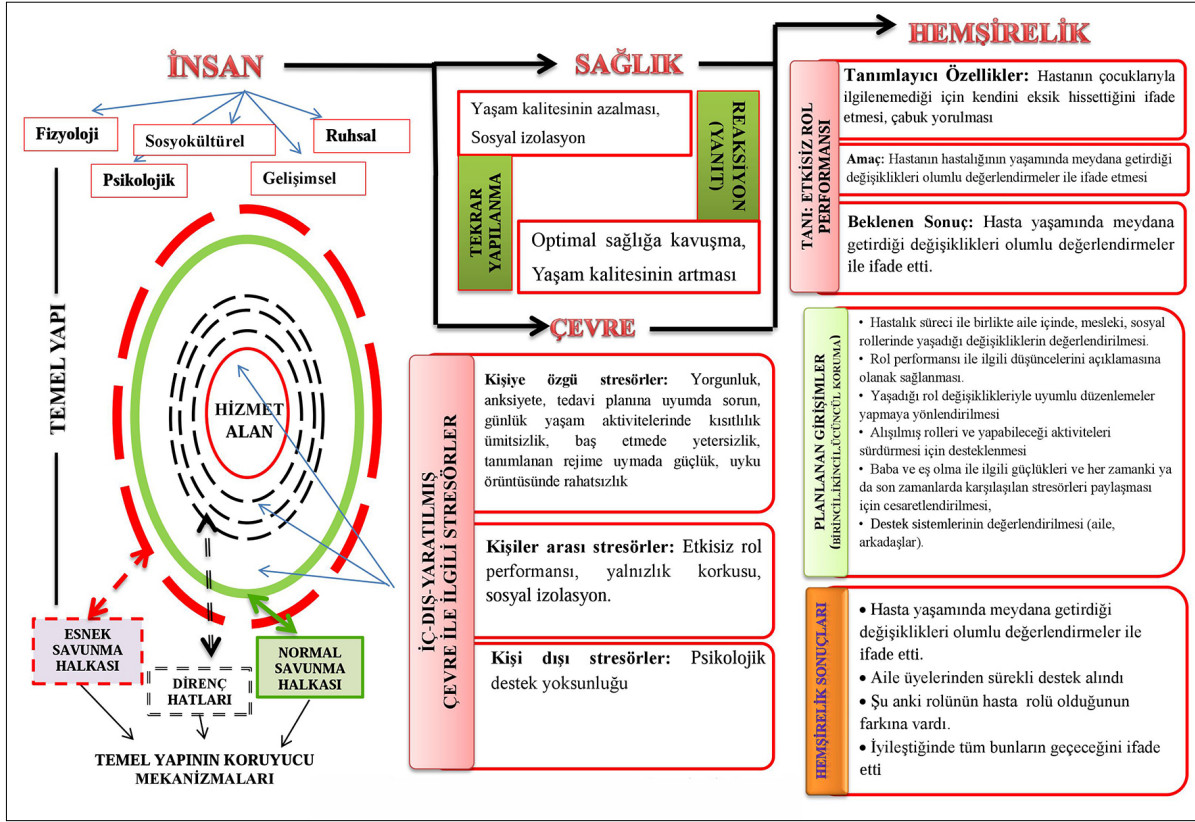 İNSAN
Fizyoloji
Sosyokültürel
Ruhsal
Psikolojik
Gelişimsel
TEMEL YAPI
HİZMET
ALAN
ESNEK
SAVUNMA
HALKASI
DİRENÇ
HATLARI
NORMAL
SAVUNMA
HALKASI
TEMEL YAPININ KORUYUCU
MEKANİZMALARI
SAĞLIK
Yaşam kalitesinin azalması,
Sosyal izolasyon
REAKSİYON
(YANIT)
TEKRAR
YAPILANMA
Optimal sağlığa kavuşma,
Yaşam kalitesinin artması
ÇEVRE
İÇ-DIŞ-YARATILMIŞ
ÇEVRE İLE İLGİLİ STRESÖRLER
Kişiye özgü stresörler: Yorgunluk,
anksiyete, tedavi planına uyumda sorun,
günlük yaşam aktivitelerinde kısıtlılık
ümitsizlik, baş etmede yetersizlik,
tanımlanan rejime uymada güçlük, uyku
örüntüsünde rahatsızlık
Kişiler arası stresörler: Etkisiz rol
performansı, yalnızlık korkusu,
sosyal izolasyon.
Kişi dışı stresörler: Psikolojik
destek yoksunluğu
HEMŞİRELİK
TANI: ETKİSİZ ROL
PERFORMANSI
Tanımlayıcı Özellikler: Hastanın çocuklarıyla
ilgilenemediği için kendini eksik hissettiğini ifade
etmesi, çabuk yorulması
Amaç: Hastanın hastalığının yaşamında meydana getirdiği
değişiklikleri olumlu değerlendirmeler ile ifade etmesi
Beklenen Sonuç: Hasta yaşamında meydana
getirdiği değişiklikleri olumlu değerlendirmeler
ile ifade etti.
PLANLANAN GİRİŞİMLER
(BİRİNCİL,İKİNCİL,ÜÇÜNCÜL KORUMA)
• Hastalık süreci ile birlikte aile içinde, mesleki, sosyal
rollerinde yaşadığı değişikliklerin değerlendirilmesi.
• Rol performansı ile ilgili düşüncelerini açıklamasına
olanak sağlanması.
• Yaşadığı rol değişiklikleriyle uyumlu düzenlemeler
yapmaya yönlendirilmesi
• Alışılmış rolleri ve yapabileceği aktiviteleri
sürdürmesi için desteklenmesi
• Baba ve eş olma ile ilgili güçlükleri ve her zamanki ya
da son zamanlarda karşılaşılan stresörleri paylaşması
için cesaretlendirilmesi,
• Destek sistemlerinin değerlendirilmesi (aile,
arkadaşlar).
HEMŞİRELİK SONUÇLARI
• Hasta yaşamında meydana getirdiği
değişiklikleri olumlu değerlendirmeler ile
ifade etti.
• Aile üyelerinden sürekli destek alındı
• Şu anki rolünün hasta rolü olduğunun
farkına vardı.
• İyileştiğinde tüm bunların geçeceğini ifade
etti